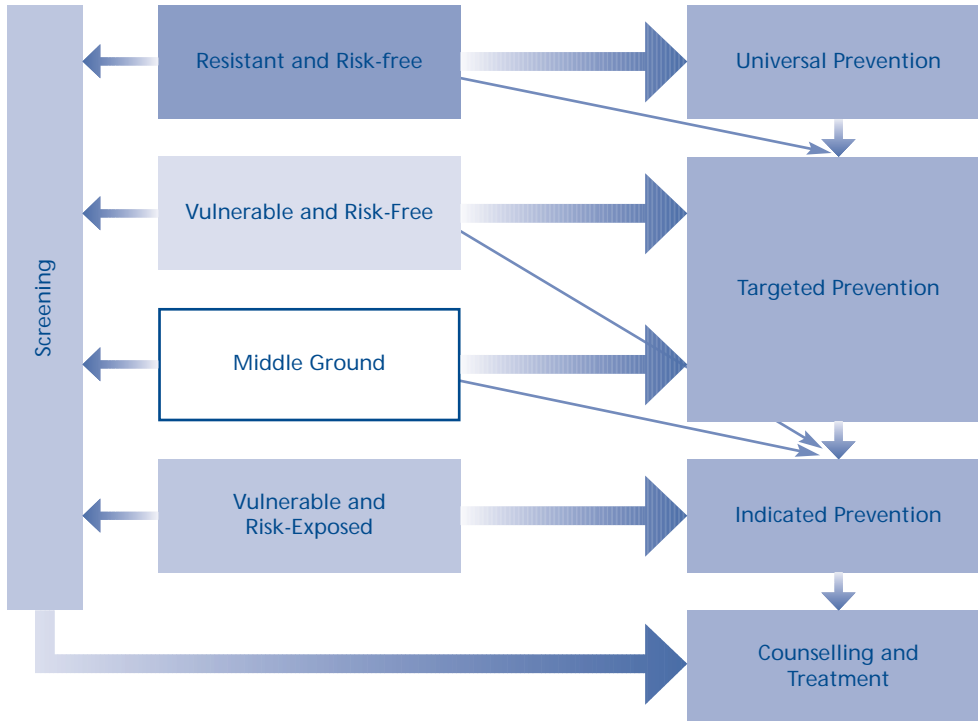 Screening
Resistant and Risk-free
Universal Prevention
Vulnerable and Risk-Free
Targeted Prevention
Middle Ground
Vulnerable and
Risk-Exposed
Indicated Prevention
Counselling and
Treatment